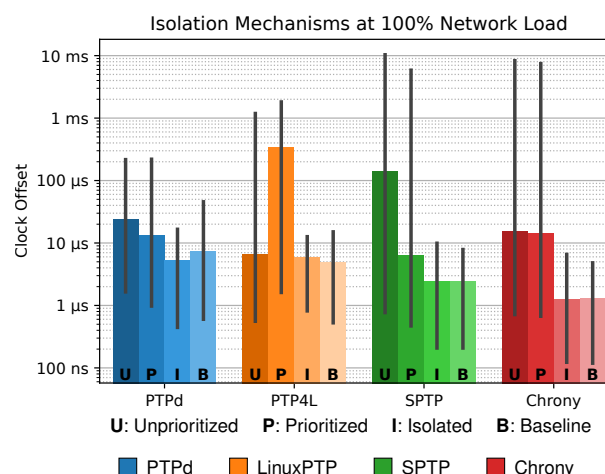 Isolation Mechanisms at 100% Network Load
10 ms
1 ms
100 µs
10 µs
1 µs
100 ns
Clock Offset
U P I B U P I B U P I B U P I B
PTPd PTP4L SPTP Chrony
U: Unprioritized P: Prioritized I: Isolated B: Baseline
PTPd LinuxPTP SPTP Chrony